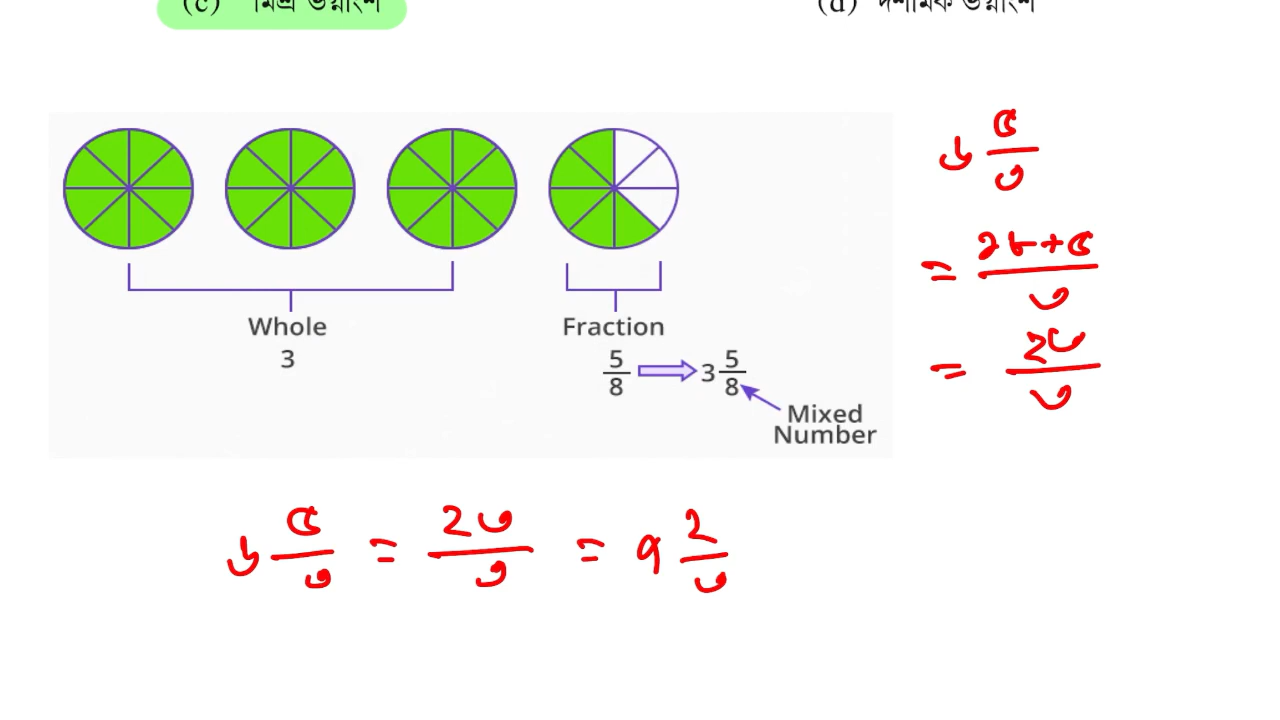 (c) মিশ্র ভগ্নাংশ
(d) দশমিক ভগ্নাংশ
Whole
3
Fraction
5/8 3 5/8
Mixed
Number
৬ ৫/৩
= ১৮+৫/৩
= ২৩/৩
৬ ৫/৩ = ২৩/৩ = ৭ ২/৩